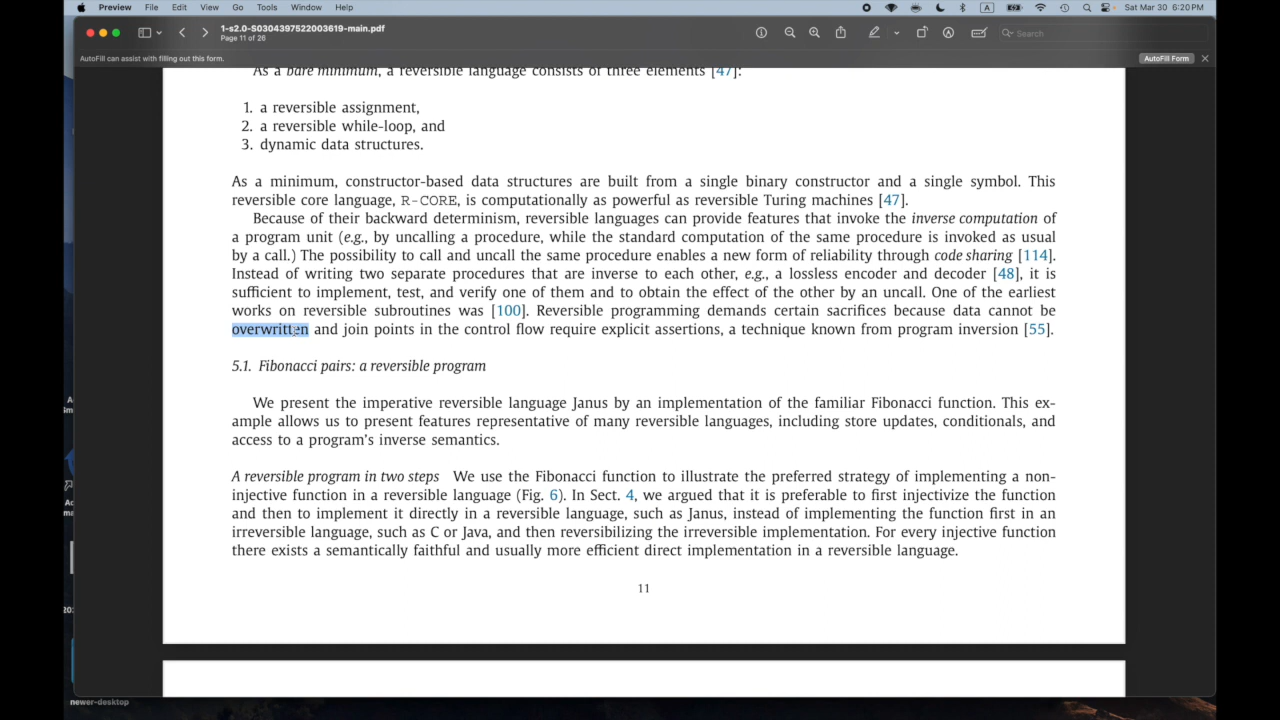 Preview File Edit View Go Tools Window Help A Sat Mar 30 6:20 PM
1-s2.0-S0304397522003619-main.pdf
Page 11 of 26
Search
AutoFill can assist with filling out this form.
AutoFill Form
As a bare minimum, a reversible language consists of three elements [47]:
1. a reversible assignment,
2. a reversible while-loop, and
3. dynamic data structures.
As a minimum, constructor-based data structures are built from a single binary constructor and a single symbol. This
reversible core language, R-CORE, is computationally as powerful as reversible Turing machines [47].
Because of their backward determinism, reversible languages can provide features that invoke the inverse computation of
a program unit (e.g., by uncalling a procedure, while the standard computation of the same procedure is invoked as usual
by a call.) The possibility to call and uncall the same procedure enables a new form of reliability through code sharing [114].
Instead of writing two separate procedures that are inverse to each other, e.g., a lossless encoder and decoder [48], it is
sufficient to implement, test, and verify one of them and to obtain the effect of the other by an uncall. One of the earliest
works on reversible subroutines was [100]. Reversible programming demands certain sacrifices because data cannot be
overwritten and join points in the control flow require explicit assertions, a technique known from program inversion [55].
5.1. Fibonacci pairs: a reversible program
We present the imperative reversible language Janus by an implementation of the familiar Fibonacci function. This ex-
ample allows us to present features representative of many reversible languages, including store updates, conditionals, and
access to a program's inverse semantics.
A reversible program in two steps We use the Fibonacci function to illustrate the preferred strategy of implementing a non-
injective function in a reversible language (Fig. 6). In Sect. 4, we argued that it is preferable to first injectivize the function
and then to implement it directly in a reversible language, such as Janus, instead of implementing the function first in an
irreversible language, such as C or Java, and then reversibilizing the irreversible implementation. For every injective function
there exists a semantically faithful and usually more efficient direct implementation in a reversible language.
11
newer-desktop